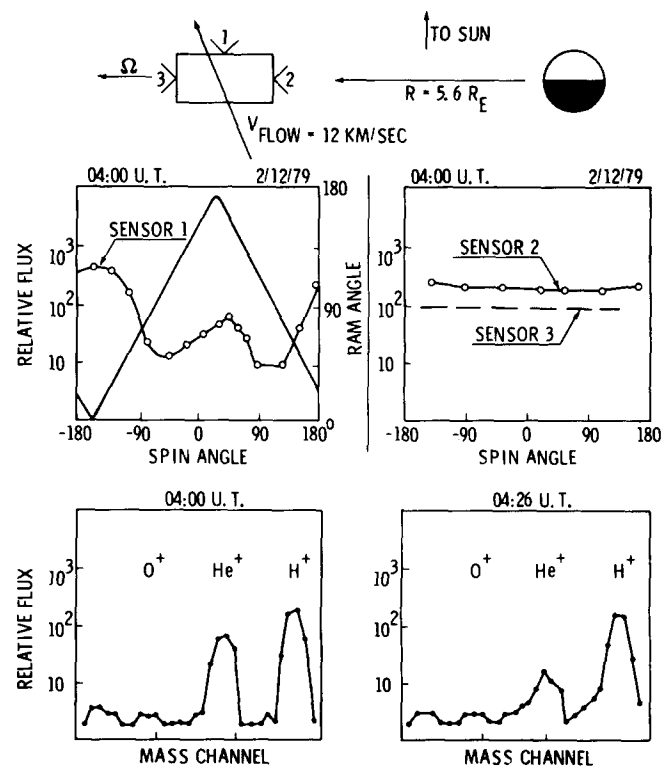 1
TO SUN
Ω
3
2
R = 5.6 R_E
V_FLOW = 12 KM/SEC
04:00 U. T. 2/12/79
180
SENSOR 1
10^3
10^2
90
10
0
RELATIVE FLUX
RAM ANGLE
-180 -90 0 90 180
SPIN ANGLE
04:00 U. T. 2/12/79
SENSOR 2
10^3
10^2
SENSOR 3
10
-180 -90 0 90 180
SPIN ANGLE
04:00 U. T.
O^+ He^+ H^+
10^3
10^2
10
RELATIVE FLUX
MASS CHANNEL
04:26 U. T.
O^+ He^+ H^+
10^3
10^2
10
MASS CHANNEL